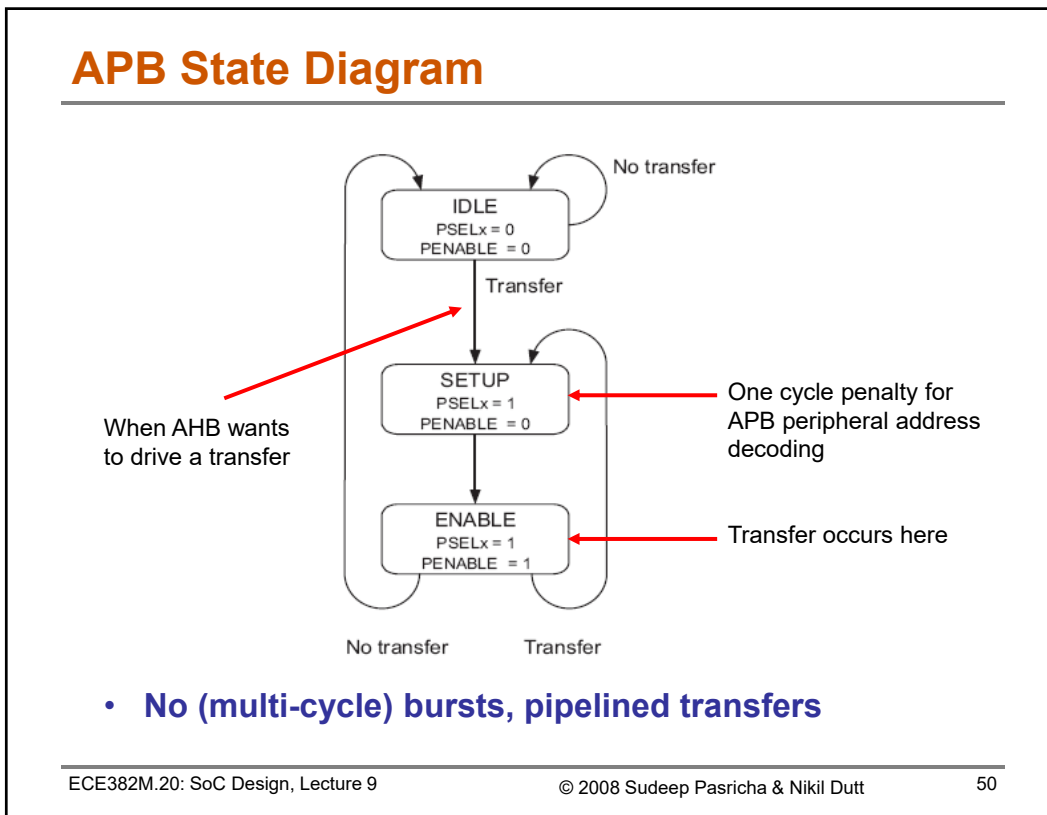 APB State Diagram
No transfer
IDLE
PSELx = 0
PENABLE = 0
Transfer
SETUP
PSELx = 1
PENABLE = 0
One cycle penalty for
APB peripheral address
decoding
When AHB wants
to drive a transfer
ENABLE
PSELx = 1
PENABLE = 1
Transfer occurs here
No transfer
Transfer
• No (multi-cycle) bursts, pipelined transfers
ECE382M.20: SoC Design, Lecture 9
© 2008 Sudeep Pasricha & Nikil Dutt
50